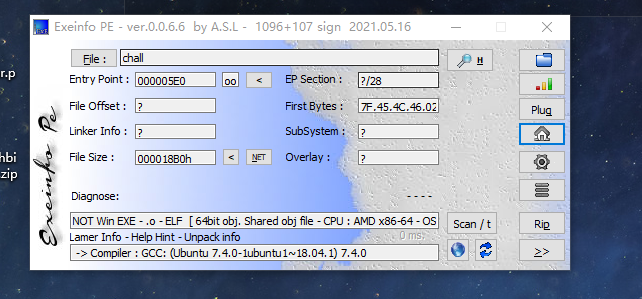 Exeinfo PE - ver.0.0.6.6 by A.S.L - 1096+107 sign 2021.05.16
File : chall H
r.p
Entry Point : 000005E0 oo < EP Section : ?/28
File Offset : ? First Bytes : 7F.45.4C.46.02
Plug
Linker Info : ? SubSystem : ?
hbi
zip
File Size : 000018B0h < NET Overlay : ?
Exeinfo Pe
Diagnose: ----
NOT Win EXE - .o - ELF [ 64bit obj. Shared obj file - CPU : AMD x86-64 - OS Scan / t Rip
Lamer Info - Help Hint - Unpack info 0 ms.
-> Compiler : GCC: (Ubuntu 7.4.0-1ubuntu1~18.04.1) 7.4.0 >>